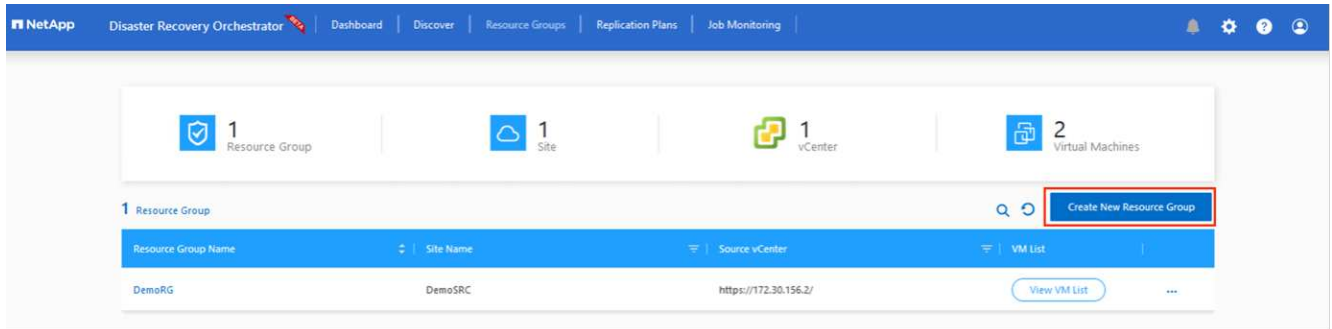 NetApp
Disaster Recovery Orchestrator
Dashboard
Discover
Resource Groups
Replication Plans
Job Monitoring
1
Resource Group
1
Site
1
vCenter
2
Virtual Machines
1 Resource Group
Create New Resource Group
Resource Group Name
Site Name
Source vCenter
VM List
DemoRG
DemoSRC
https://172.30.156.2/
View VM List